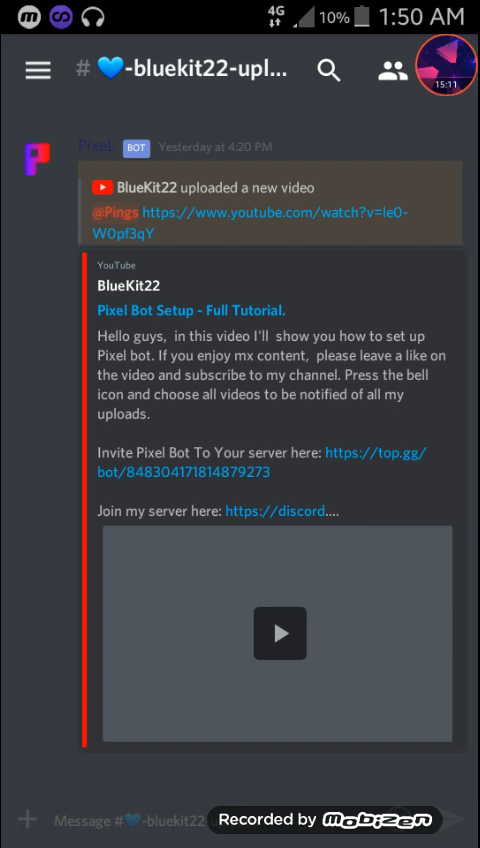 4G 10% 1:50 AM
# 💙-bluekit22-upl...
15:11
PixeL BOT Yesterday at 4:20 PM
BlueKit22 uploaded a new video
@Pings https://www.youtube.com/watch?v=le0-
W0pf3qY
YouTube
BlueKit22
Pixel Bot Setup - Full Tutorial.
Hello guys, in this video I'll show you how to set up
Pixel bot. If you enjoy mx content, please leave a like on
the video and subscribe to my channel. Press the bell
icon and choose all videos to be notified of all my
uploads.
Invite Pixel Bot To Your server here: https://top.gg/
bot/848304171814879273
Join my server here: https://discord....
Message #💙-bluekit22-
Recorded by mobizen